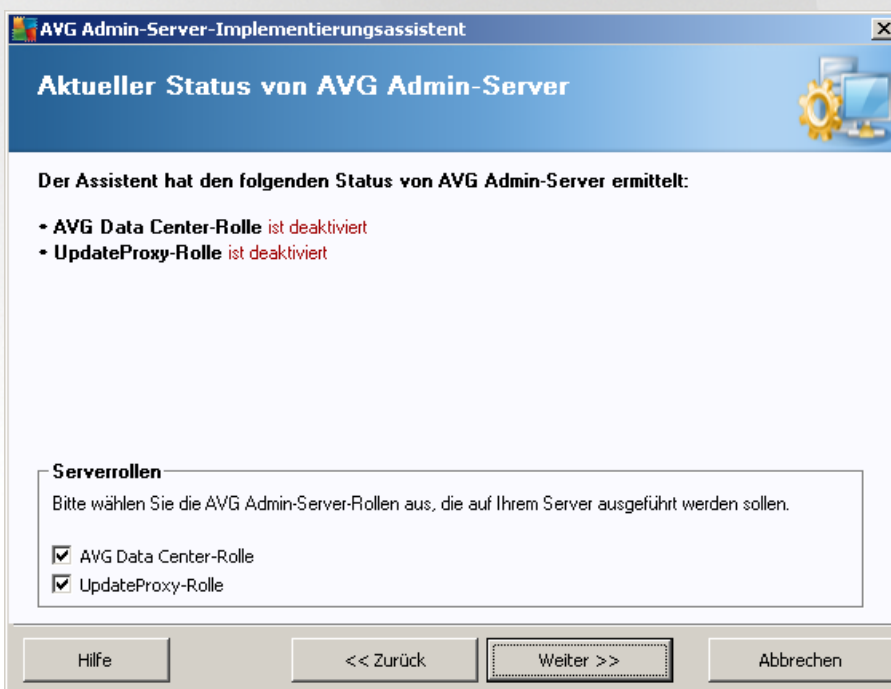 AVG Admin-Server-Implementierungsassistent
Aktueller Status von AVG Admin-Server
Der Assistent hat den folgenden Status von AVG Admin-Server ermittelt:
• AVG Data Center-Rolle ist deaktiviert
• UpdateProxy-Rolle ist deaktiviert
Serverrollen
Bitte wählen Sie die AVG Admin-Server-Rollen aus, die auf Ihrem Server ausgeführt werden sollen.
AVG Data Center-Rolle
UpdateProxy-Rolle
Hilfe
<< Zurück
Weiter >>
Abbrechen